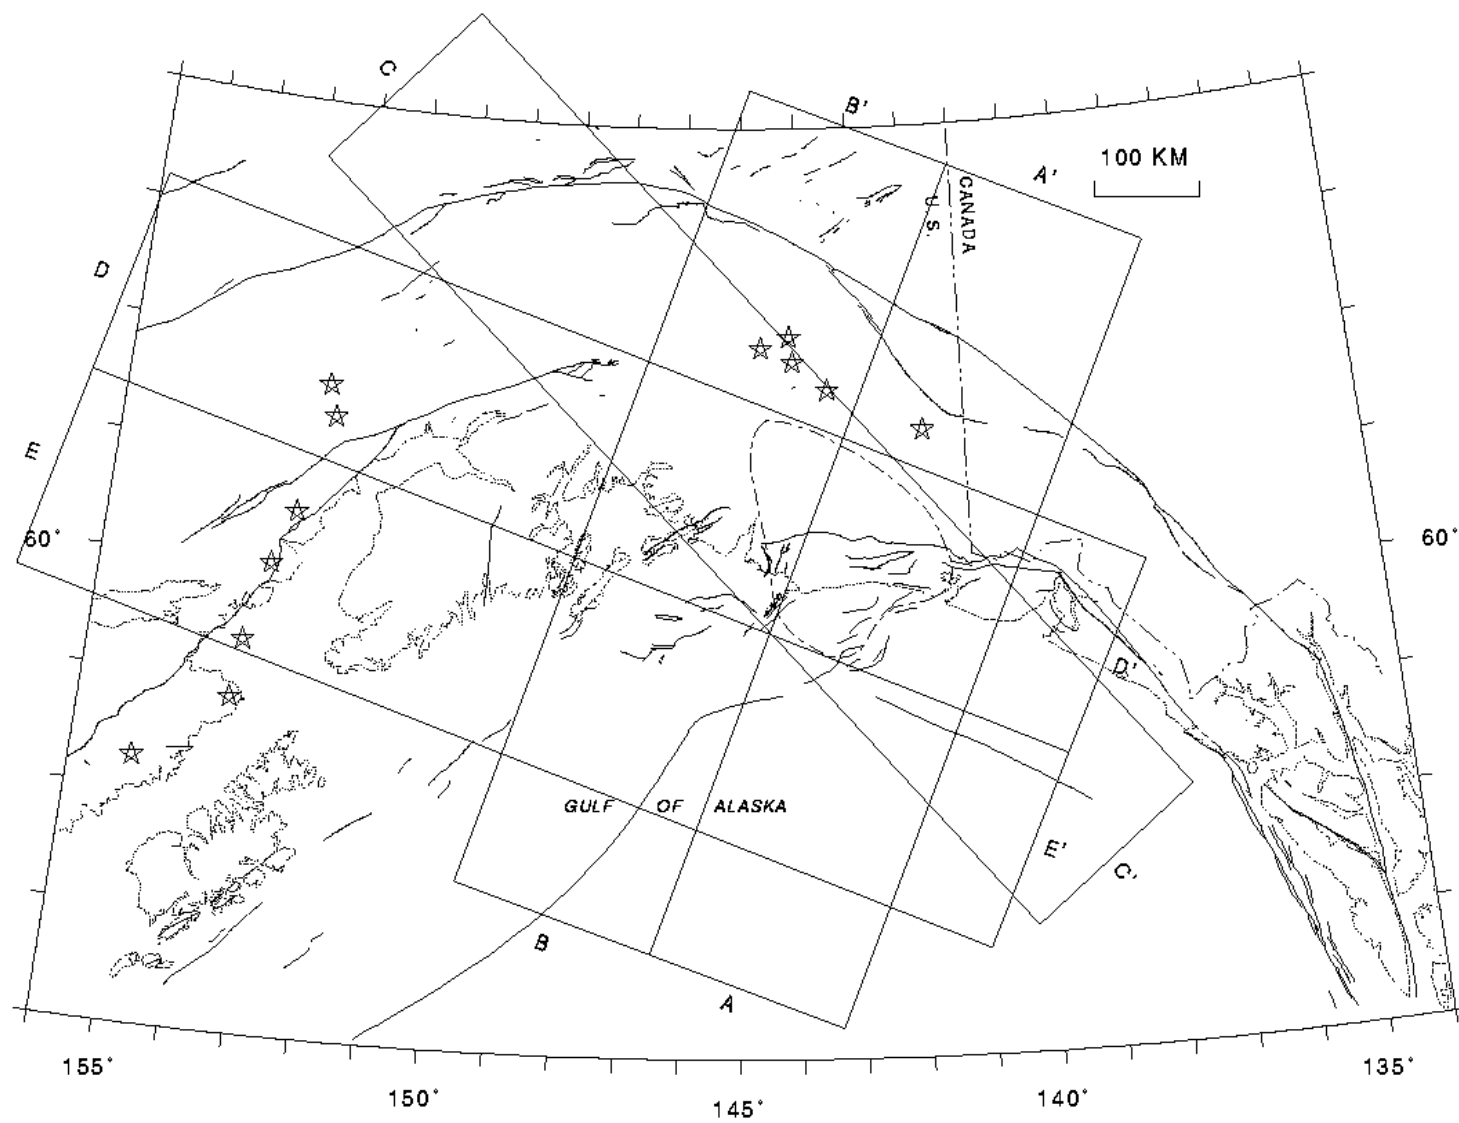 C
B'
A'
100 KM
CANADA
U.S.
D
E
60°
60°
D'
GULF OF ALASKA
E'
C'
B
A
155°
150°
145°
140°
135°